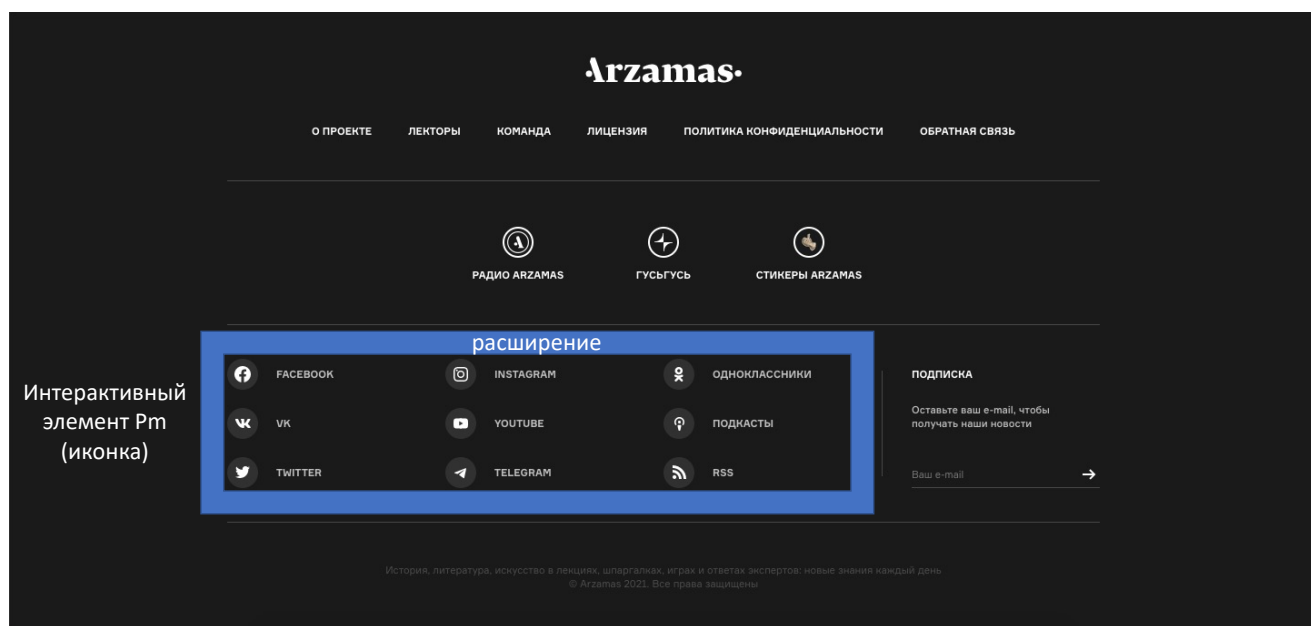 Arzamas
О ПРОЕКТЕ ЛЕКТОРЫ КОМАНДА ЛИЦЕНЗИЯ ПОЛИТИКА КОНФИДЕНЦИАЛЬНОСТИ ОБРАТНАЯ СВЯЗЬ
РАДИО ARZAMAS ГУСЬГУСЬ СТИКЕРЫ ARZAMAS
расширение
Интерактивный
элемент Pm
(иконка)
FACEBOOK INSTAGRAM ОДНОКЛАССНИКИ
VK YOUTUBE ПОДКАСТЫ
TWITTER TELEGRAM RSS
ПОДПИСКА
Оставьте ваш e-mail, чтобы
получать наши новости
Ваш e-mail
История, литература, искусство в лекциях, шпаргалках, играх и ответах экспертов: новые знания каждый день
© Arzamas 2021. Все права защищены